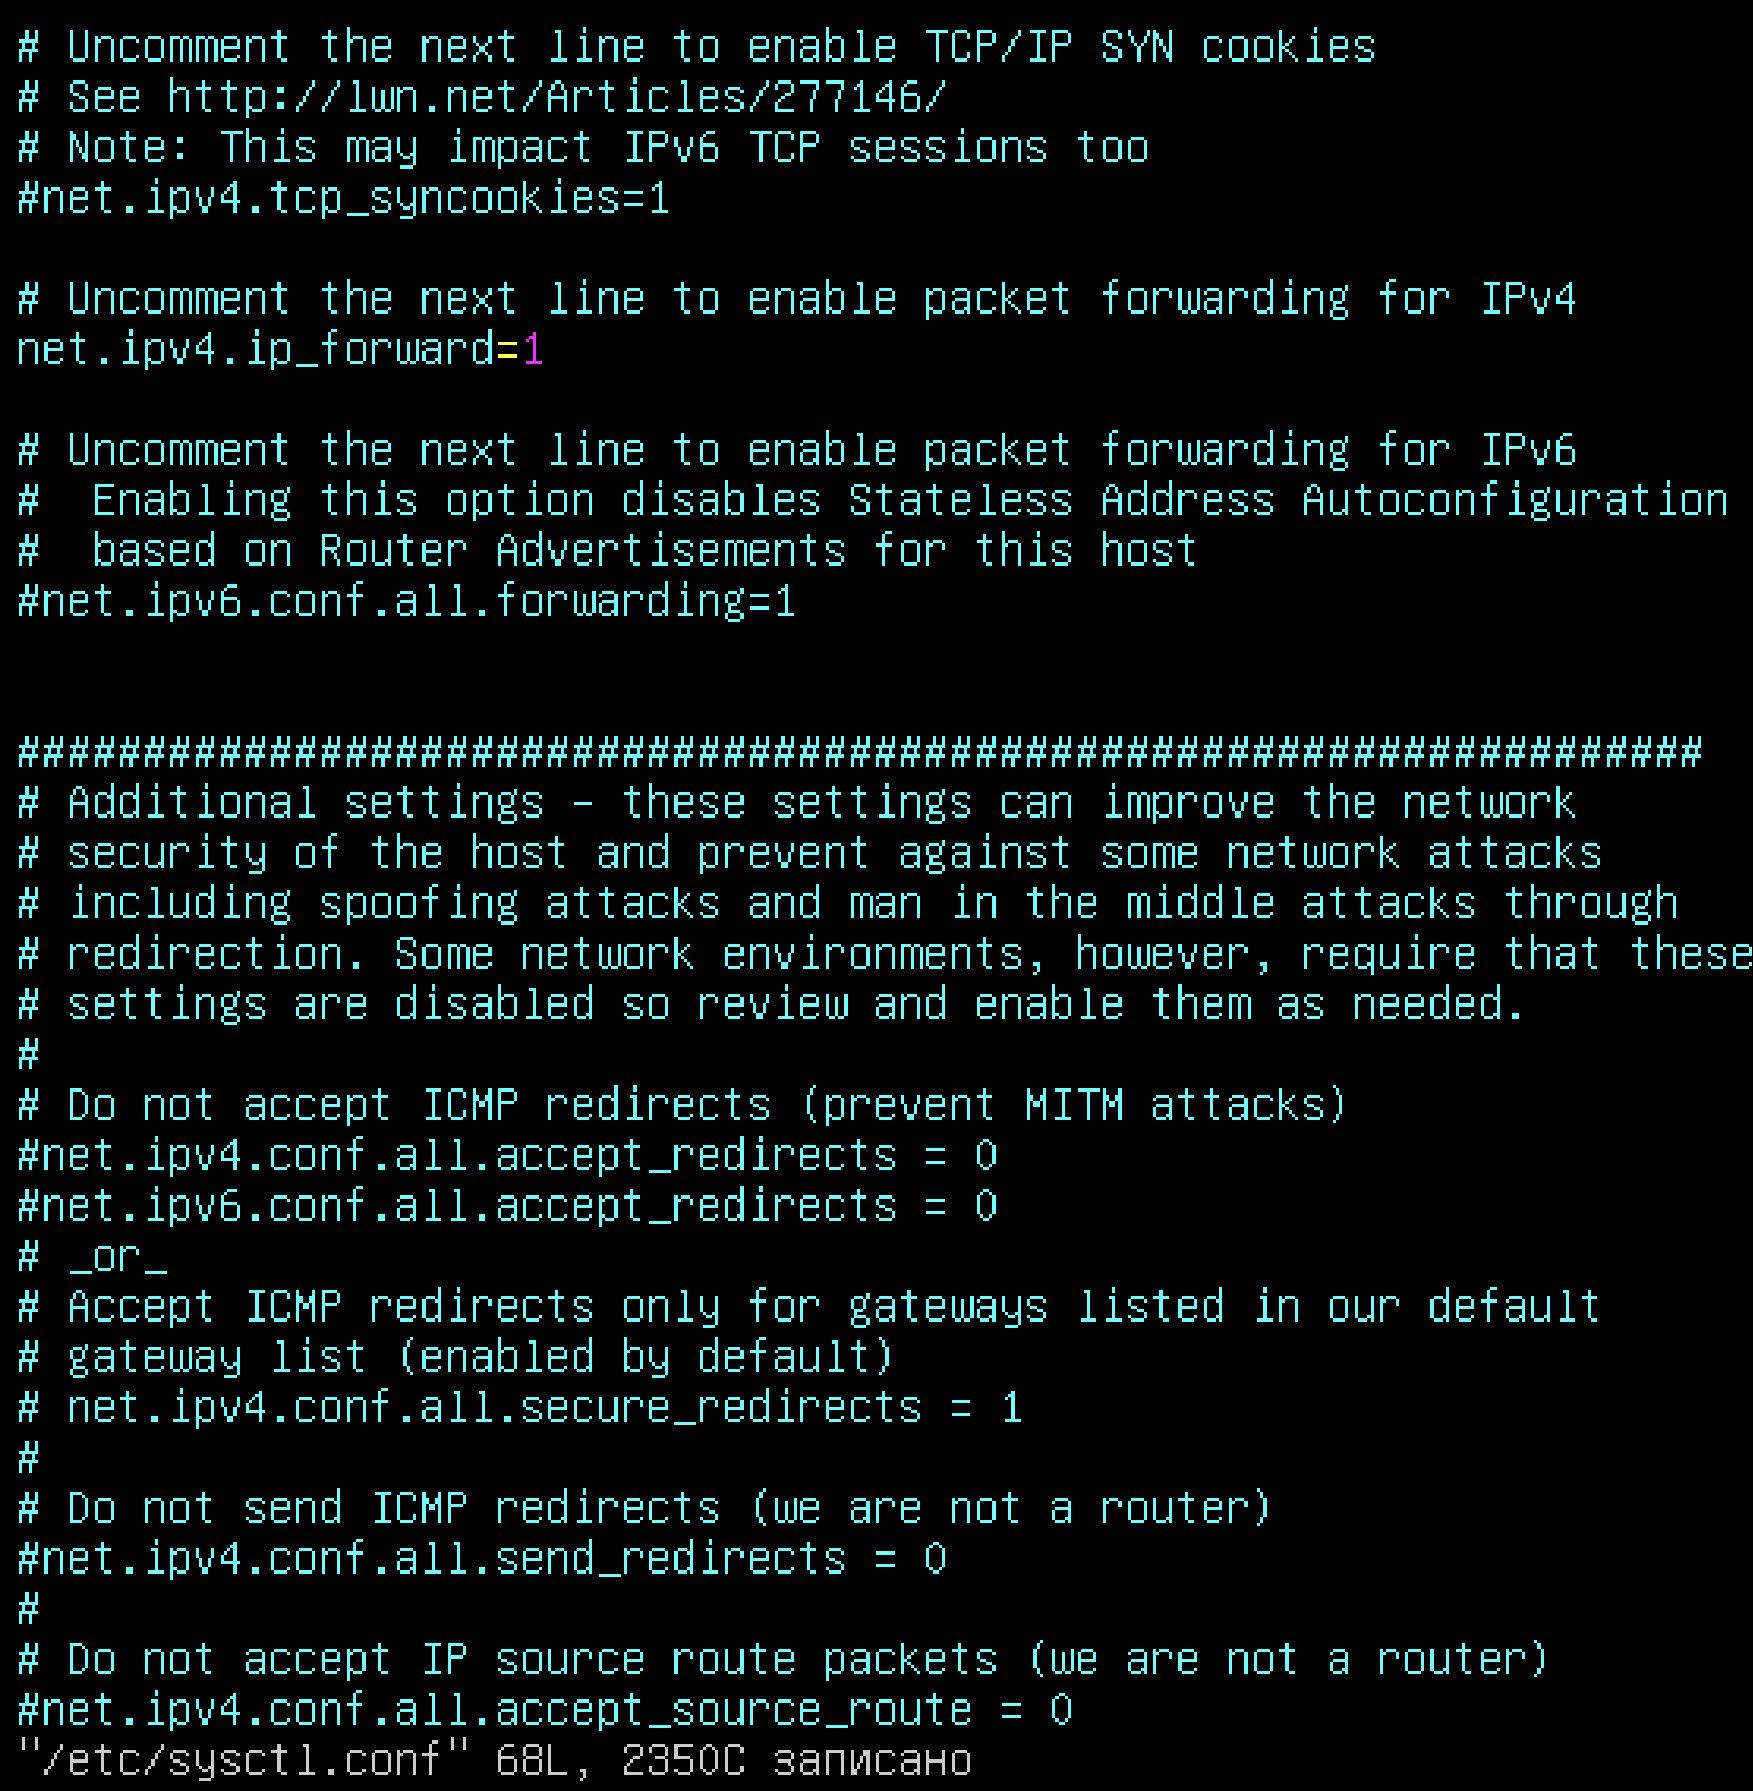 # Uncomment the next line to enable TCP/IP SYN cookies
# See http://lwn.net/Articles/277146/
# Note: This may impact IPv6 TCP sessions too
#net.ipv4.tcp_syncookies=1
# Uncomment the next line to enable packet forwarding for IPv4
net.ipv4.ip_forward=1
# Uncomment the next line to enable packet forwarding for IPv6
#  Enabling this option disables Stateless Address Autoconfiguration
#  based on Router Advertisements for this host
#net.ipv6.conf.all.forwarding=1
###################################################################
# Additional settings - these settings can improve the network
# security of the host and prevent against some network attacks
# including spoofing attacks and man in the middle attacks through
# redirection. Some network environments, however, require that these
# settings are disabled so review and enable them as needed.
#
# Do not accept ICMP redirects (prevent MITM attacks)
#net.ipv4.conf.all.accept_redirects = 0
#net.ipv6.conf.all.accept_redirects = 0
# _or_
# Accept ICMP redirects only for gateways listed in our default
# gateway list (enabled by default)
# net.ipv4.conf.all.secure_redirects = 1
#
# Do not send ICMP redirects (we are not a router)
#net.ipv4.conf.all.send_redirects = 0
#
# Do not accept IP source route packets (we are not a router)
#net.ipv4.conf.all.accept_source_route = 0
"/etc/sysctl.conf" 68L, 2350C записано